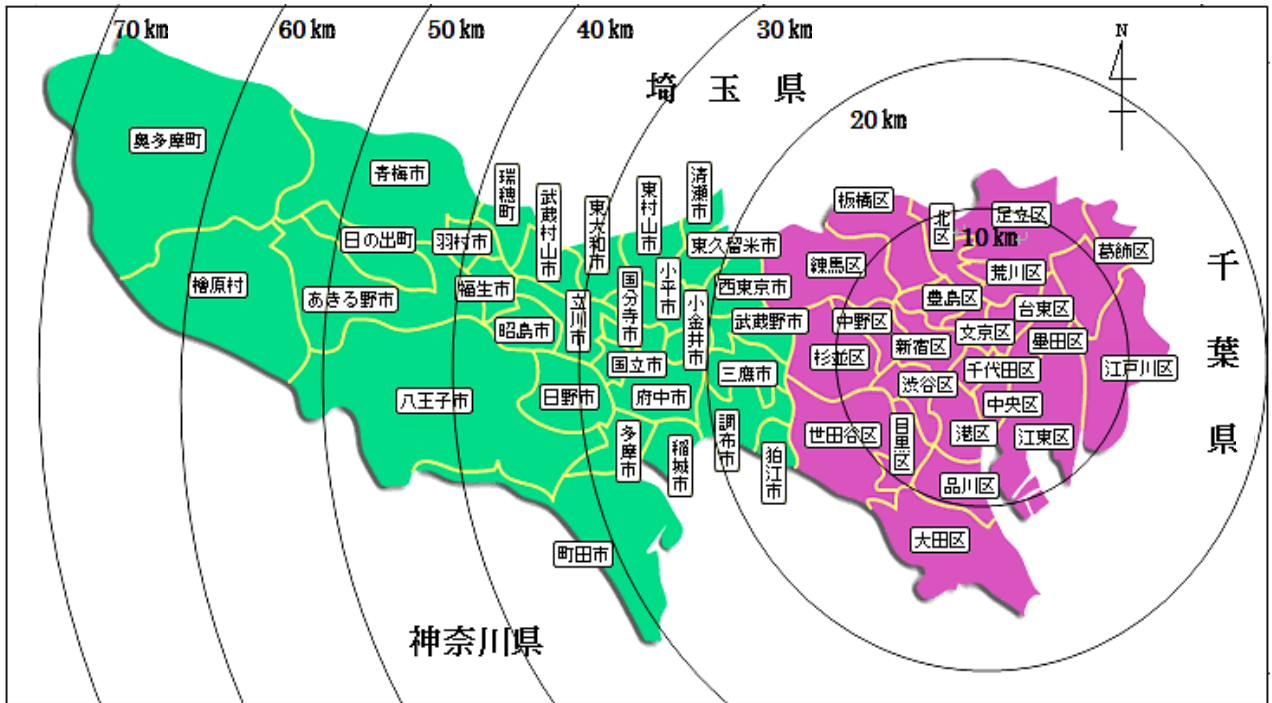 70㎞
60㎞
50㎞
40㎞
30㎞
N
埼玉県
20㎞
奥多摩町
青梅市
瑞穂町
武蔵村山市
東大和市
東村山市
清瀬市
板橋区
北区
足立区
日の出町
羽村市
東久留米市
10㎞
葛飾区
練馬区
荒川区
千葉県
檜原村
あきる野市
福生市
立川市
国分寺市
小平市
小金井市
西東京市
豊島区
台東区
昭島市
武蔵野市
中野区
文京区
墨田区
新宿区
杉並区
国立市
三鷹市
千代田区
江戸川区
渋谷区
八王子市
日野市
府中市
中央区
多摩市
稲城市
調布市
狛江市
世田谷区
目黒区
港区
江東区
品川区
町田市
大田区
神奈川県